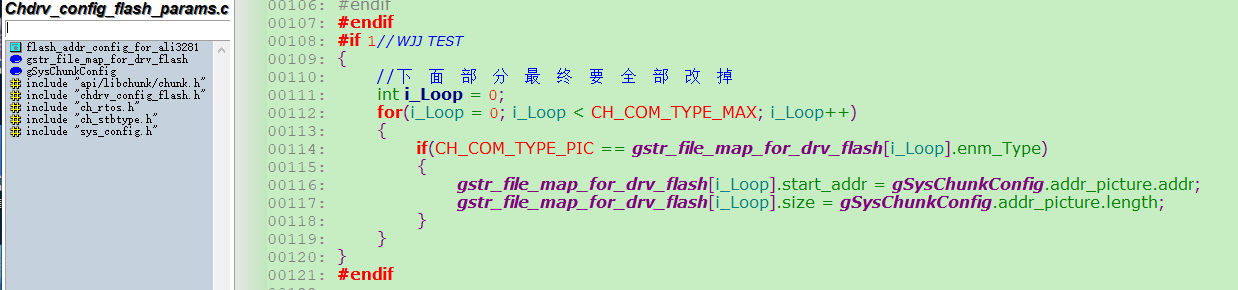 Chdrv_config_flash_params.c
flash_addr_config_for_ali3281
gstr_file_map_for_drv_flash
gSysChunkConfig
include "api/libchunk/chunk.h"
include "chdrv_config_flash.h"
include "ch_rtos.h"
include "ch_stbtype.h"
include "sys_config.h"
00106: #endif
00107: #endif
00108: #if 1//WJJ TEST
00109: {
00110: //下 面 部 分 最 终 要 全 部 改 掉
00111: int i_Loop = 0;
00112: for(i_Loop = 0; i_Loop < CH_COM_TYPE_MAX; i_Loop++)
00113: {
00114: if(CH_COM_TYPE_PIC == gstr_file_map_for_drv_flash[i_Loop].enm_Type)
00115: {
00116: gstr_file_map_for_drv_flash[i_Loop].start_addr = gSysChunkConfig.addr_picture.addr;
00117: gstr_file_map_for_drv_flash[i_Loop].size = gSysChunkConfig.addr_picture.length;
00118: }
00119: }
00120: }
00121: #endif